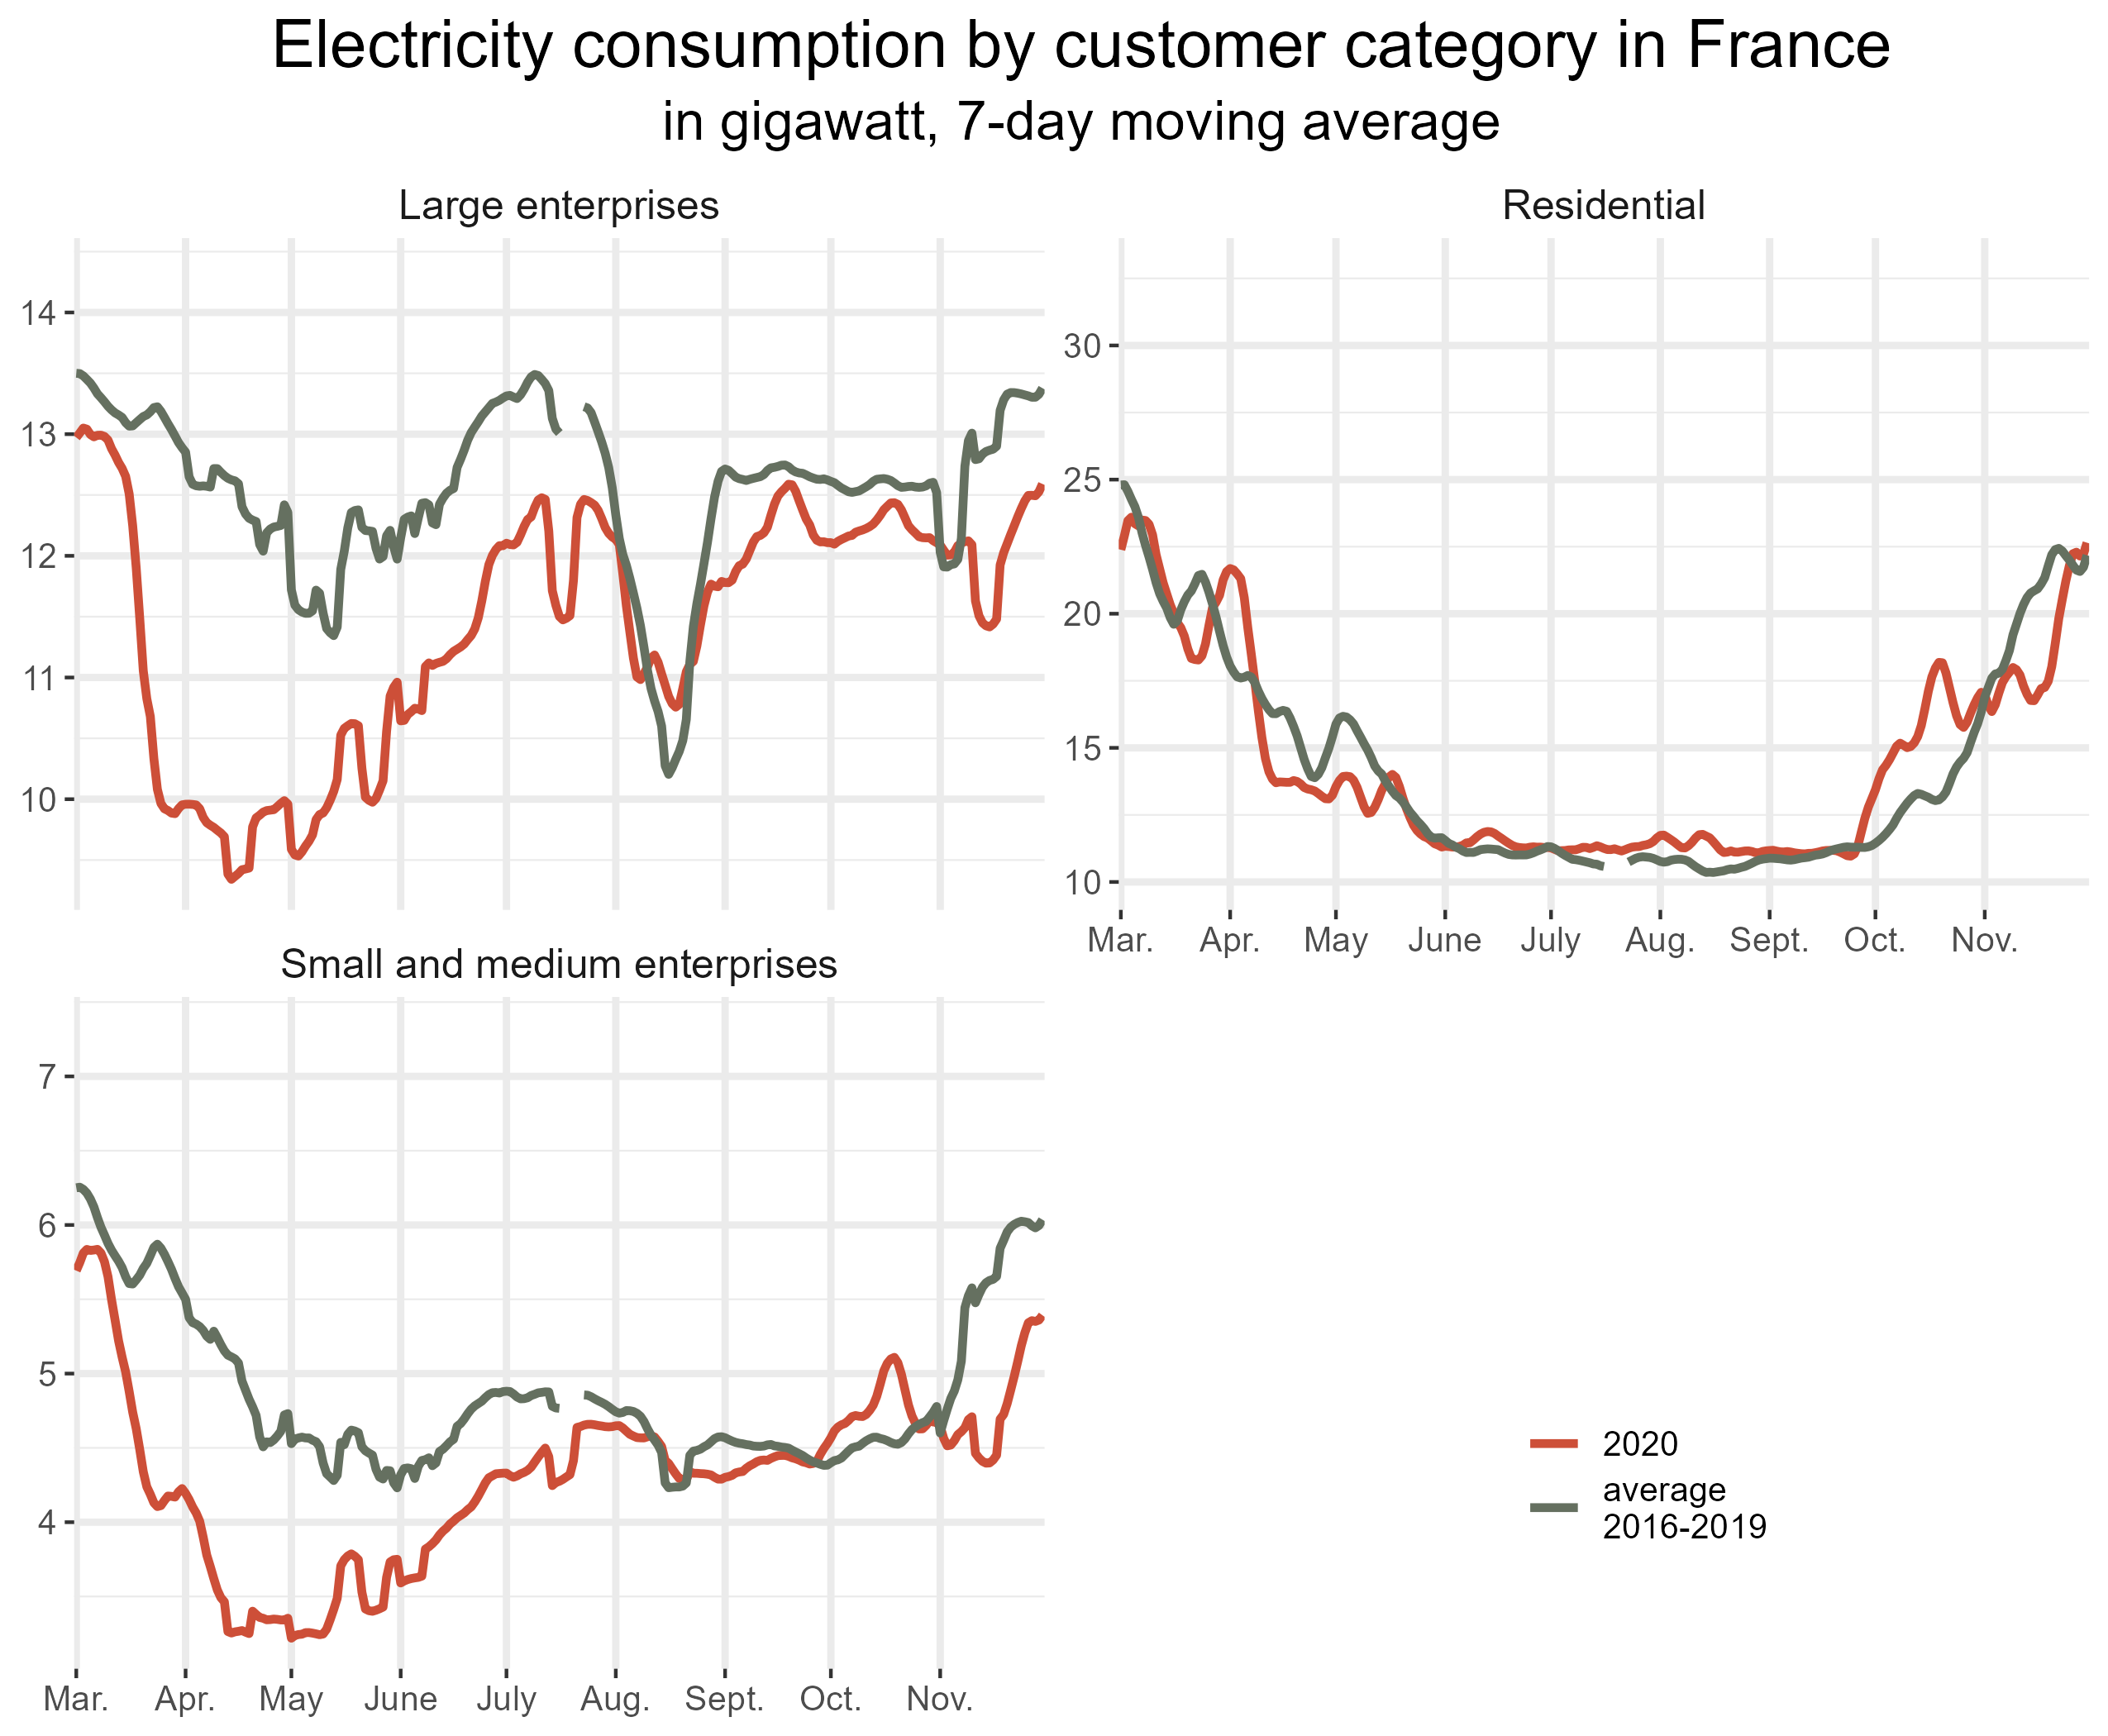 Electricity consumption by customer category in France
in gigawatt, 7-day moving average
Large enterprises
14
13
12
11
10
Residential
30
25
20
15
10
Mar. Apr. May June July Aug. Sept. Oct. Nov.
Small and medium enterprises
7
6
5
4
Mar. Apr. May June July Aug. Sept. Oct. Nov.
2020
average
2016-2019